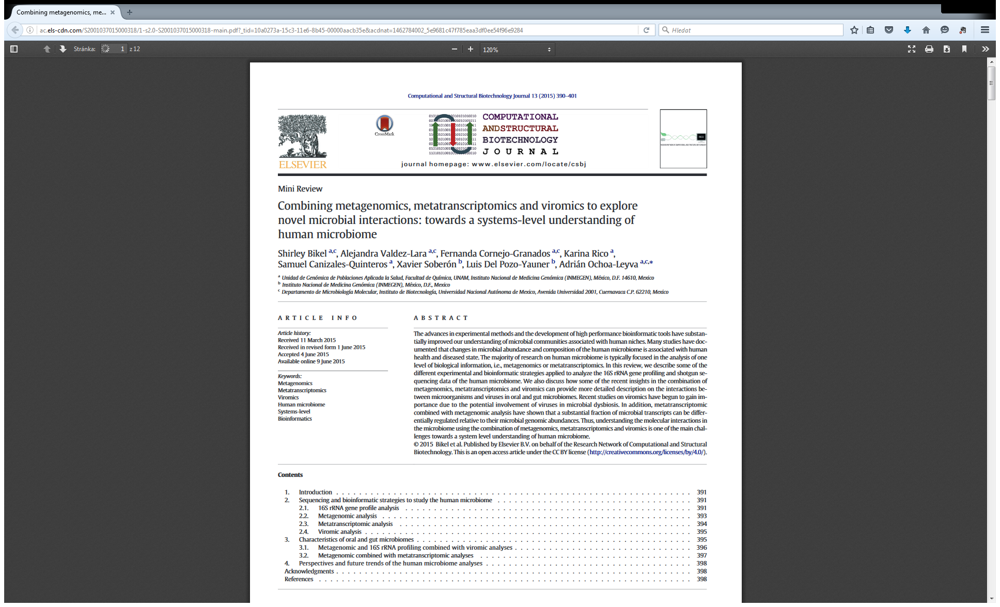 Combining metagenomics, me...
ac.els-cdn.com/S2001037015000318/1-s2.0-S2001037015000318-main.pdf?_tid=10a0273a-15c3-11e6-8b45-00000aacb35e&acdnat=1462784002_5e9681c47f785eaa3df0ee54f96e9284
Hledat
Stránka: 1 z 12
120%
Computational and Structural Biotechnology Journal 13 (2015) 390–401
CrossMark
COMPUTATIONAL
ANDSTRUCTURAL
BIOTECHNOLOGY
JOURNAL
ELSEVIER
journal homepage: www.elsevier.com/locate/csbj
Mini Review
Combining metagenomics, metatranscriptomics and viromics to explore
novel microbial interactions: towards a systems-level understanding of
human microbiome
Shirley Bikel a,c, Alejandra Valdez-Lara a,c, Fernanda Cornejo-Granados a,c, Karina Rico a,
Samuel Canizales-Quinteros a, Xavier Soberón b, Luis Del Pozo-Yauner b, Adrián Ochoa-Leyva a,c,*
a Unidad de Genómica de Poblaciones Aplicada la Salud, Facultad de Química, UNAM, Instituto Nacional de Medicina Genómica (INMEGEN), México, D.F. 14610, Mexico
b Instituto Nacional de Medicina Genómica (INMEGEN), México, D.F., Mexico
c Departamento de Microbiología Molecular, Instituto de Biotecnología, Universidad Nacional Autónoma de Mexico, Avenida Universidad 2001, Cuernavaca C.P. 62210, Mexico
ARTICLE INFO
Article history:
Received 11 March 2015
Received in revised form 1 June 2015
Accepted 4 June 2015
Available online 9 June 2015
Keywords:
Metagenomics
Metatranscriptomics
Viromics
Human microbiome
Systems-level
Bioinformatics
ABSTRACT
The advances in experimental methods and the development of high performance bioinformatic tools have substan-
tially improved our understanding of microbial communities associated with human niches. Many studies have doc-
umented that changes in microbial abundance and composition of the human microbiome is associated with human
health and diseased state. The majority of research on human microbiome is typically focused in the analysis of one
level of biological information, i.e., metagenomics or metatranscriptomics. In this review, we describe some of the
different experimental and bioinformatic strategies applied to analyze the 16S rRNA gene profiling and shotgun se-
quencing data of the human microbiome. We also discuss how some of the recent insights in the combination of
metagenomics, metatranscriptomics and viromics can provide more detailed description on the interactions be-
tween microorganisms and viruses in oral and gut microbiomes. Recent studies on viromics have begun to gain im-
portance due to the potential involvement of viruses in microbial dysbiosis. In addition, metatranscriptomic
combined with metagenomic analysis have shown that a substantial fraction of microbial transcripts can be differ-
entially regulated relative to their microbial genomic abundances. Thus, understanding the molecular interactions in
the microbiome using the combination of metagenomics, metatranscriptomics and viromics is one of the main chal-
lenges towards a system level understanding of human microbiome.
© 2015 Bikel et al. Published by Elsevier B.V. on behalf of the Research Network of Computational and Structural
Biotechnology. This is an open access article under the CC BY license (http://creativecommons.org/licenses/by/4.0/).
Contents
1. Introduction . . . 391
2. Sequencing and bioinformatic strategies to study the human microbiome . . . 391
2.1. 16S rRNA gene profile analysis . . . 391
2.2. Metagenomic analysis . . . 393
2.3. Metatranscriptomic analysis . . . 394
2.4. Viromic analysis . . . 395
3. Characteristics of oral and gut microbiomes . . . 395
3.1. Metagenomic and 16S rRNA profiling combined with viromic analyses . . . 396
3.2. Metagenomic combined with metatranscriptomic analyses . . . 397
4. Perspectives and future trends of the human microbiome analyses . . . 398
Acknowledgments . . . 398
References . . . 398